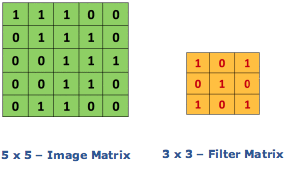 1 1 1 0 0
0 1 1 1 0
0 0 1 1 1
0 0 1 1 0
0 1 1 0 0
1 0 1
0 1 0
1 0 1
5 x 5 – Image Matrix
3 x 3 – Filter Matrix